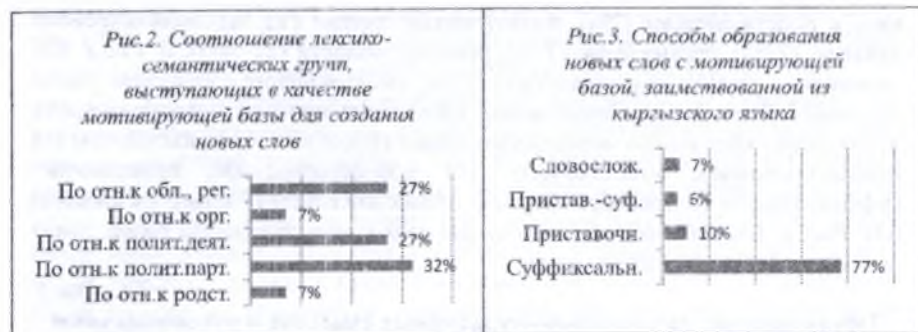 Рис.2. Соотношение лексико-
семантических групп,
выступающих в качестве
мотивирующей базы для создания
новых слов
По отн.к обл., рег. 27%
По отн.к орг. 7%
По отн.к полит.деят. 27%
По отн.к полит.парт. 32%
По отн.к родст. 7%
Рис.3. Способы образования
новых слов с мотивирующей
базой, заимствованной из
кыргызского языка
Словослож. 7%
Пристав.-суф. 6%
Приставочн. 10%
Суффиксальн. 77%